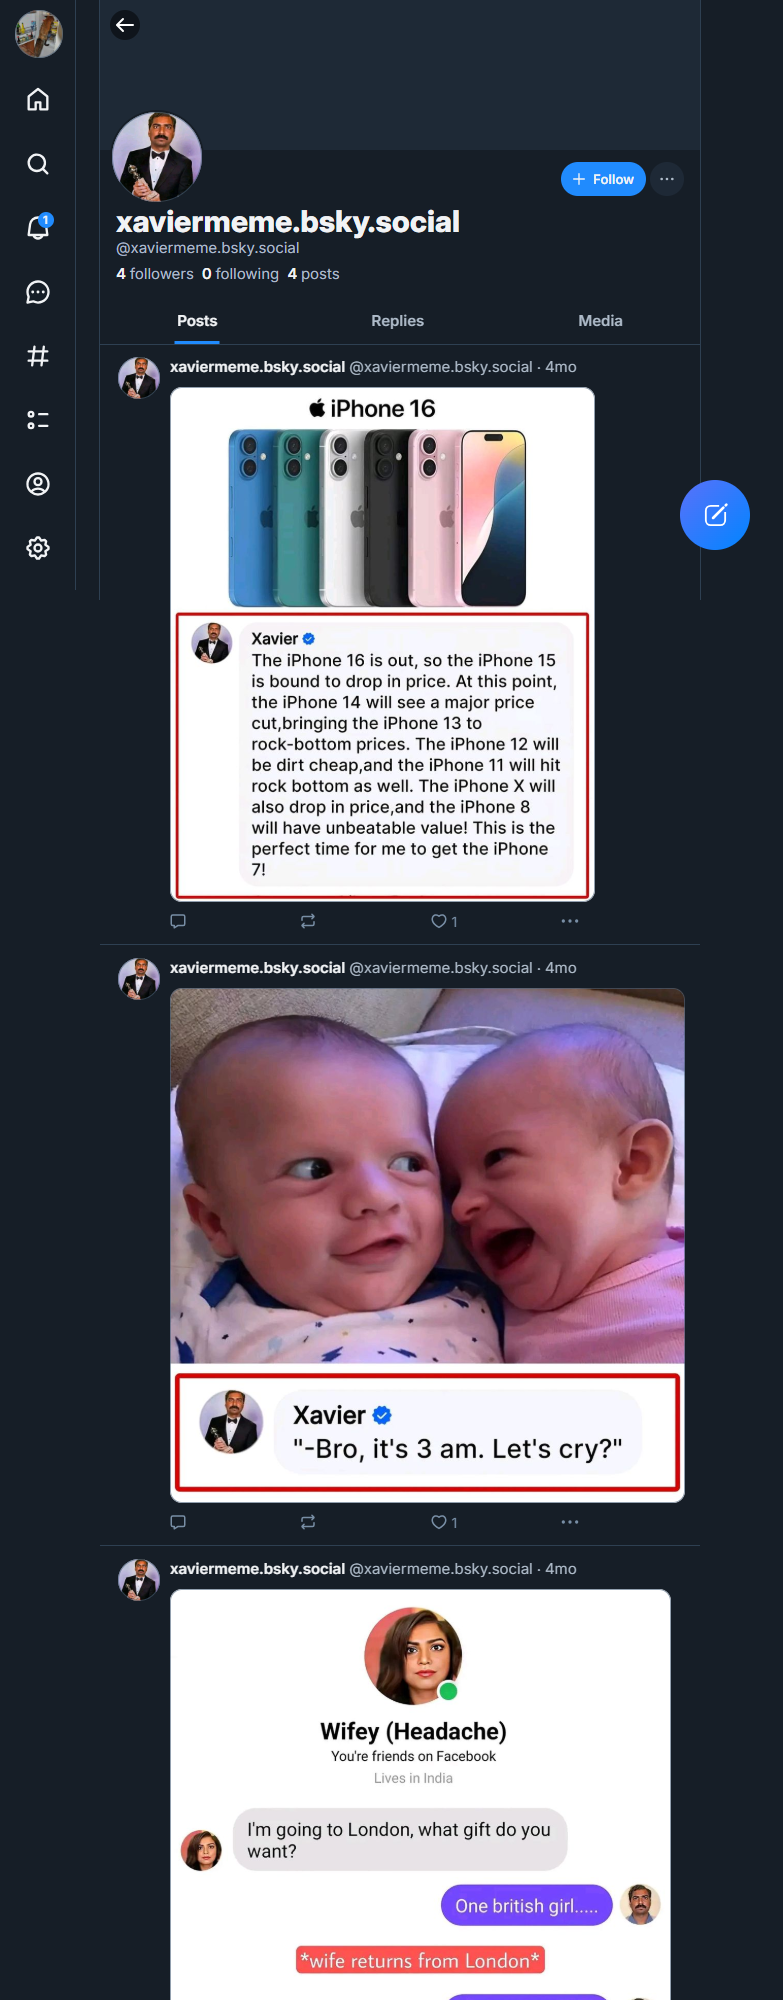 1
+ Follow
xaviermeme.bsky.social
@xaviermeme.bsky.social
4 followers 0 following 4 posts
Posts
Replies
Media
xaviermeme.bsky.social @xaviermeme.bsky.social · 4mo
iPhone 16
Xavier
The iPhone 16 is out, so the iPhone 15
is bound to drop in price. At this point,
the iPhone 14 will see a major price
cut,bringing the iPhone 13 to
rock-bottom prices. The iPhone 12 will
be dirt cheap,and the iPhone 11 will hit
rock bottom as well. The iPhone X will
also drop in price,and the iPhone 8
will have unbeatable value! This is the
perfect time for me to get the iPhone
7!
1
xaviermeme.bsky.social @xaviermeme.bsky.social · 4mo
Xavier
"-Bro, it's 3 am. Let's cry?"
1
xaviermeme.bsky.social @xaviermeme.bsky.social · 4mo
Wifey (Headache)
You're friends on Facebook
Lives in India
I'm going to London, what gift do you
want?
One british girl.....
*wife returns from London*